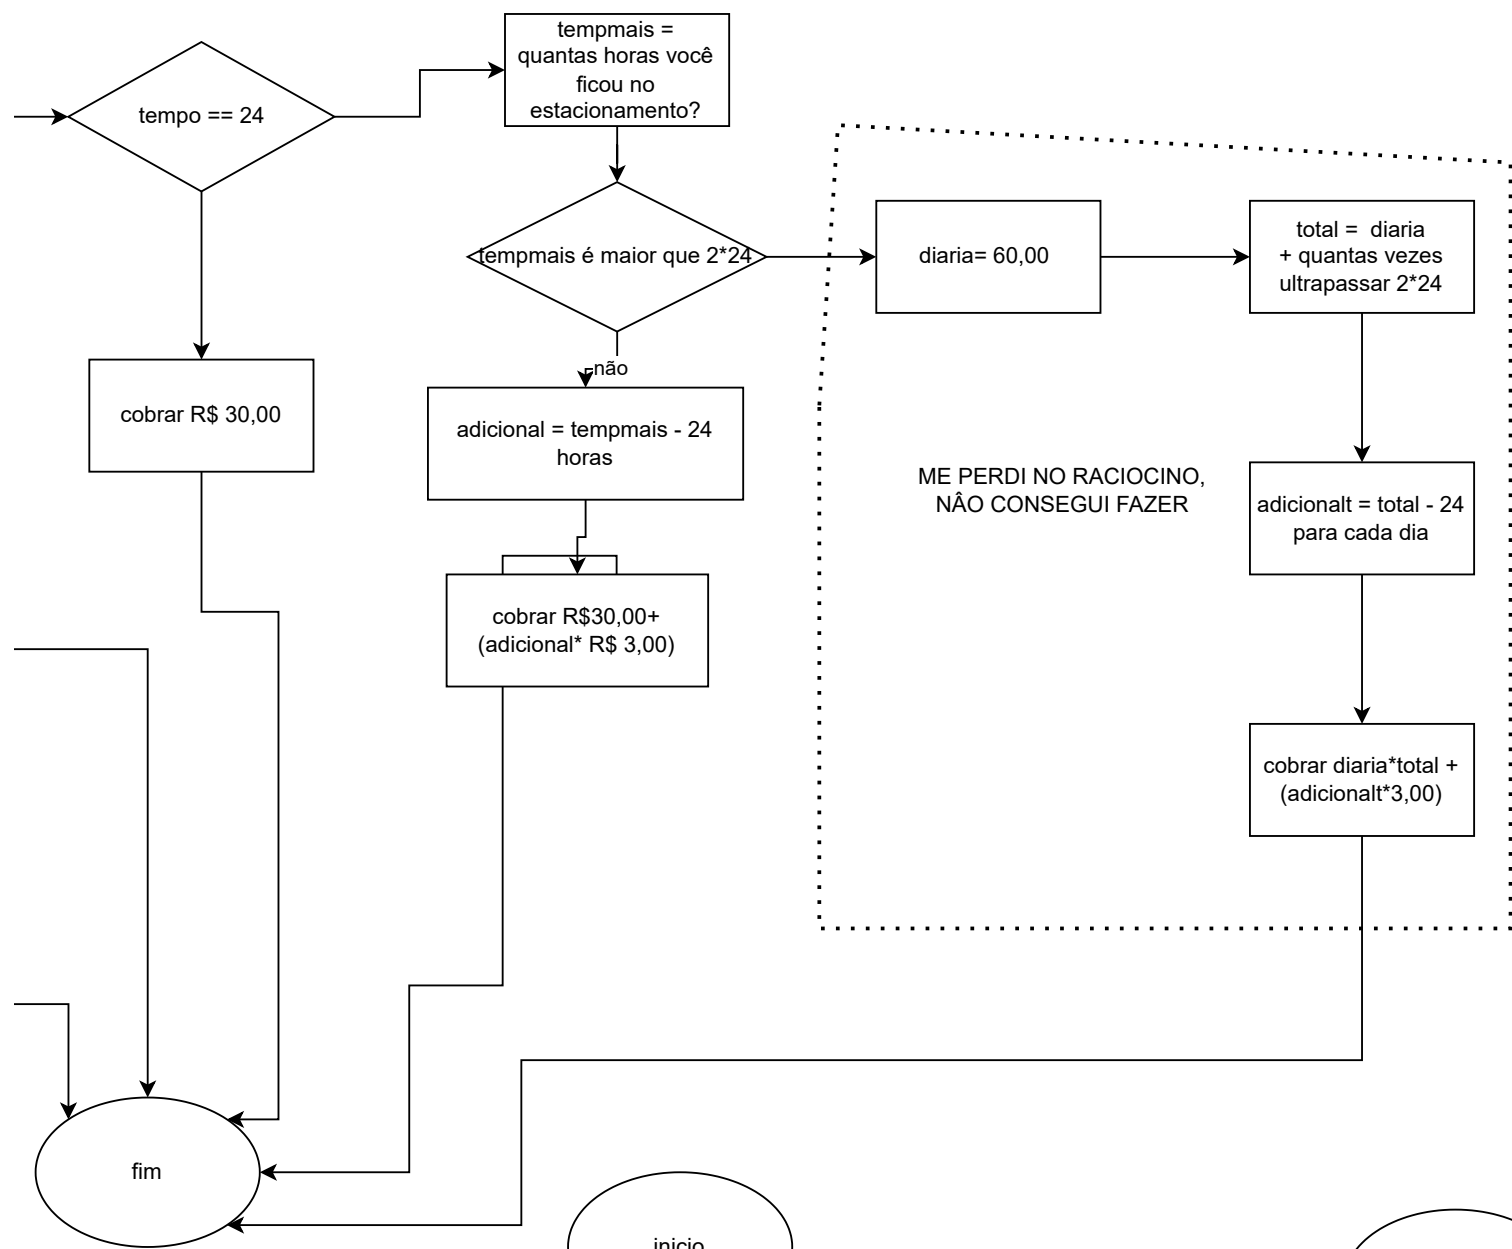 tempo == 24
tempmais =
quantas horas você
ficou no
estacionamento?
tempmais é maior que 2*24
diaria= 60,00
total =  diaria
+ quantas vezes
ultrapassar 2*24
não
cobrar R$ 30,00
adicional = tempmais - 24
horas
ME PERDI NO RACIOCINO,
NÂO CONSEGUI FAZER
adicionalt = total - 24
para cada dia
cobrar R$30,00+
(adicional* R$ 3,00)
cobrar diaria*total +
(adicionalt*3,00)
fim
inicio